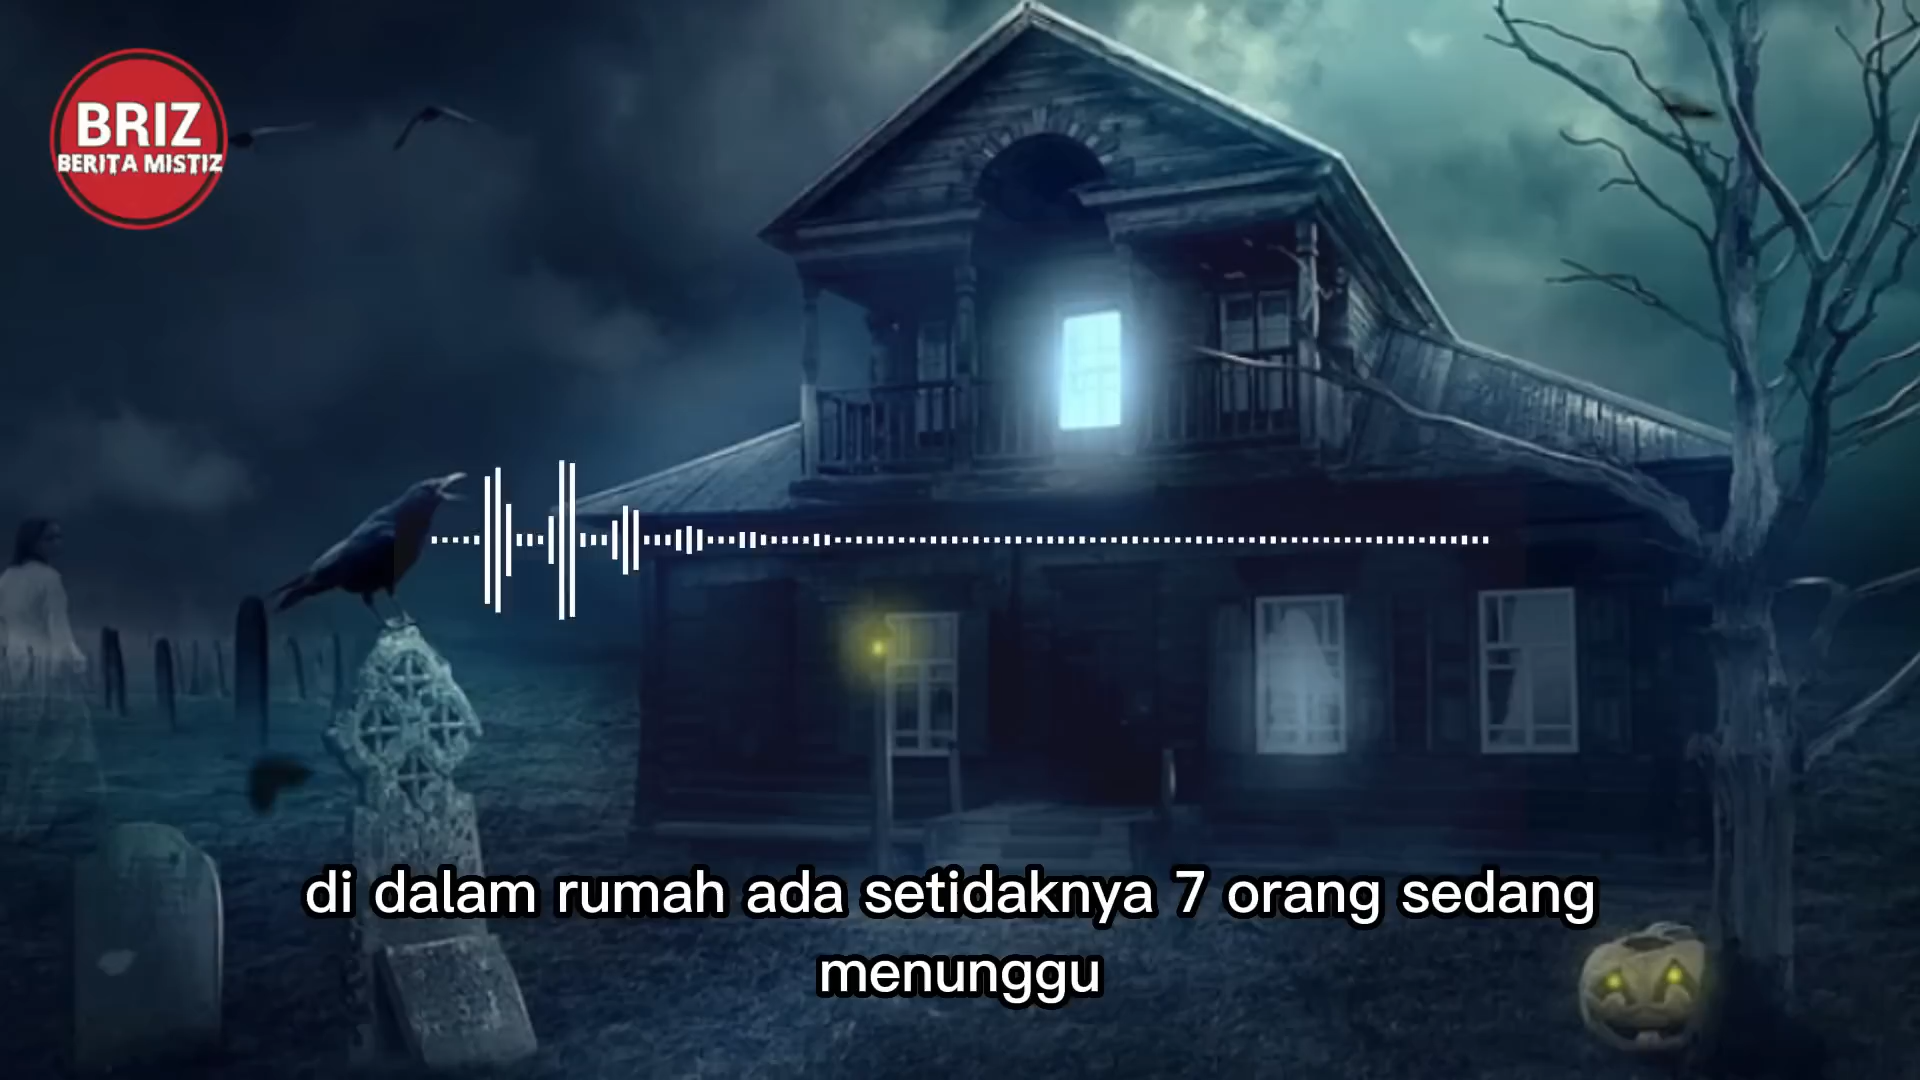 BRIZ
BERITA MISTIZ
di dalam rumah ada setidaknya 7 orang sedang
menunggu